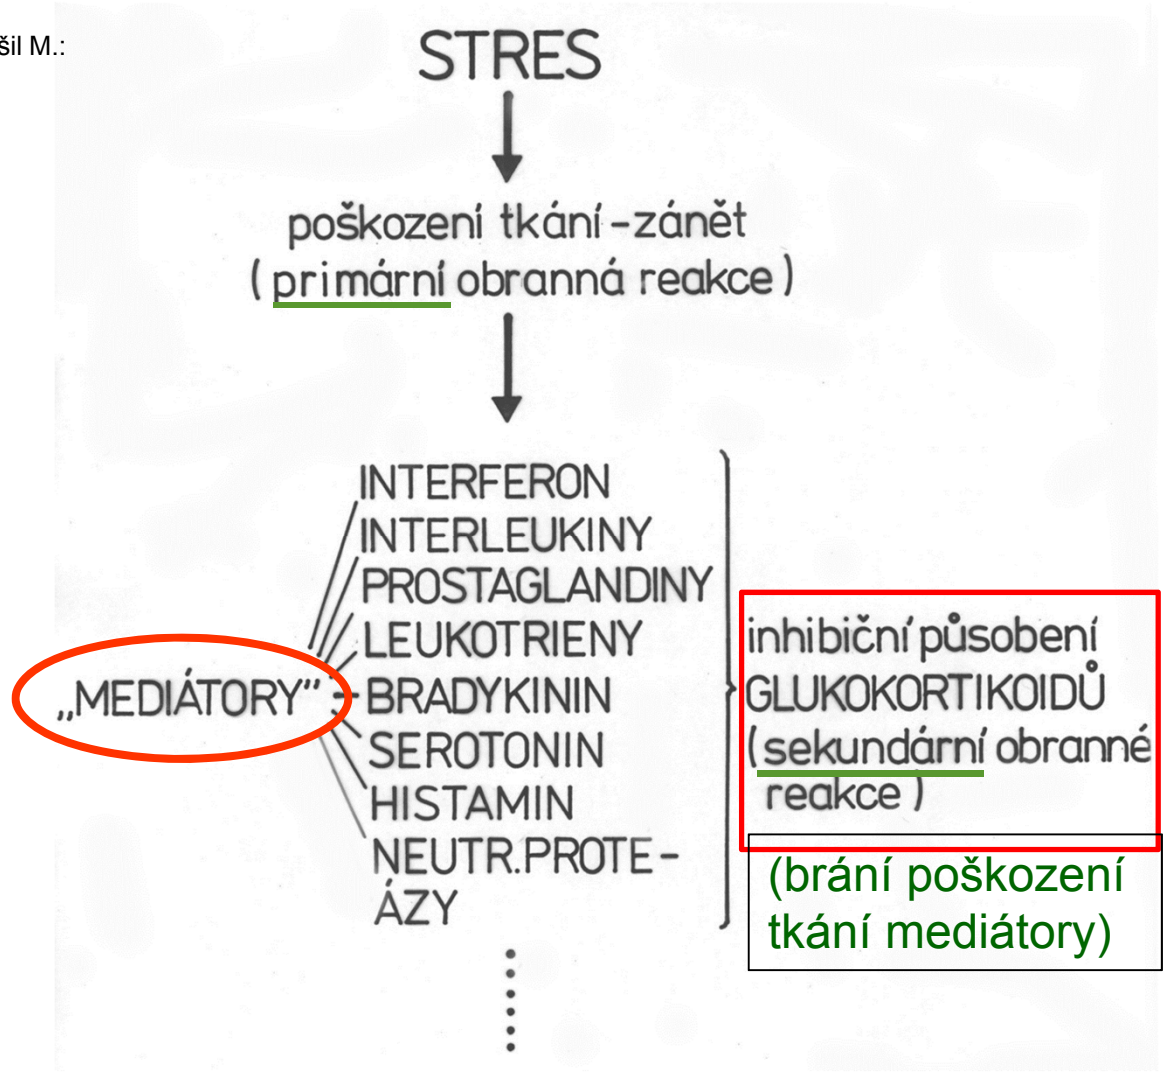 šil M.:
STRES
poškození tkání-zánět
(primární obranná reakce)
INTERFERON
INTERLEUKINY
PROSTAGLANDINY
LEUKOTRIENY
„MEDIÁTORY" BRADYKININ
SEROTONIN
HISTAMIN
NEUTR.PROTE-
ÁZY
inhibiční působení
GLUKOKORTIKOIDŮ
(sekundární obranné
reakce)
(brání poškození
tkání mediátory)